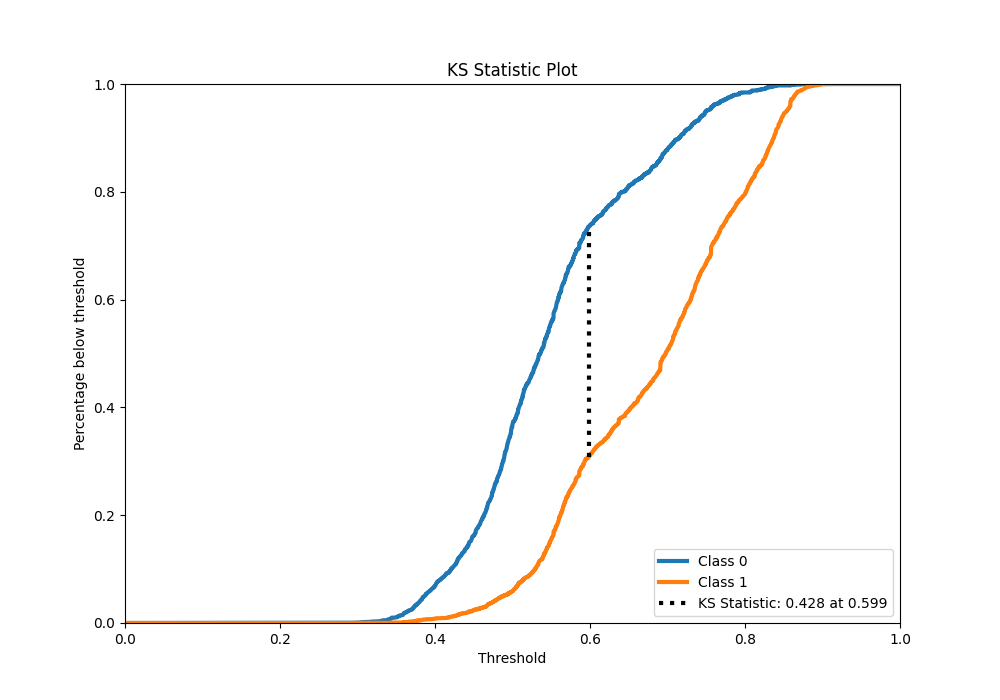 KS Statistic Plot
1.0
0.8
0.6
0.4
0.2
0.0
Percentage below threshold
0.0 0.2 0.4 0.6 0.8 1.0
Threshold
Class 0
Class 1
KS Statistic: 0.428 at 0.599